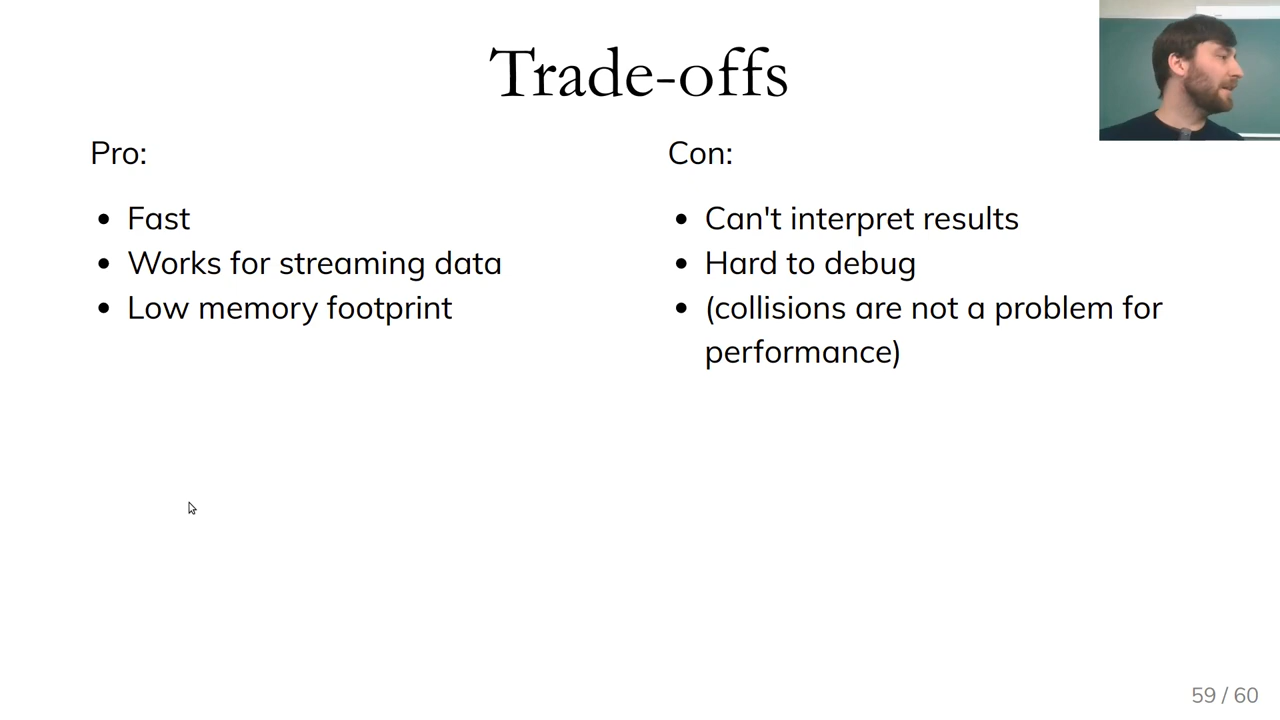 Trade-offs
Pro:
• Fast
• Works for streaming data
• Low memory footprint
Con:
• Can't interpret results
• Hard to debug
• (collisions are not a problem for
performance)
59 / 60